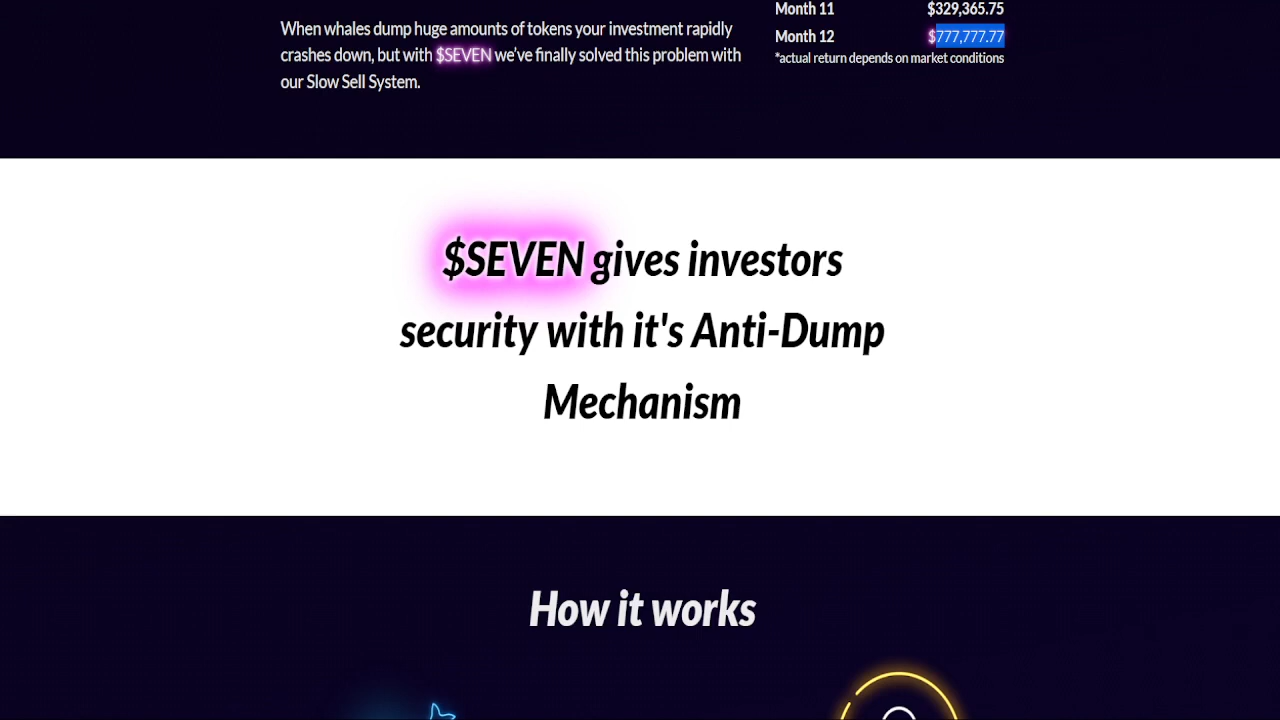 Month 11 $329,365.75
When whales dump huge amounts of tokens your investment rapidly
Month 12 $777,777.77
crashes down, but with $SEVEN we've finally solved this problem with
*actual return depends on market conditions
our Slow Sell System.
$SEVEN gives investors
security with it's Anti-Dump
Mechanism
How it works